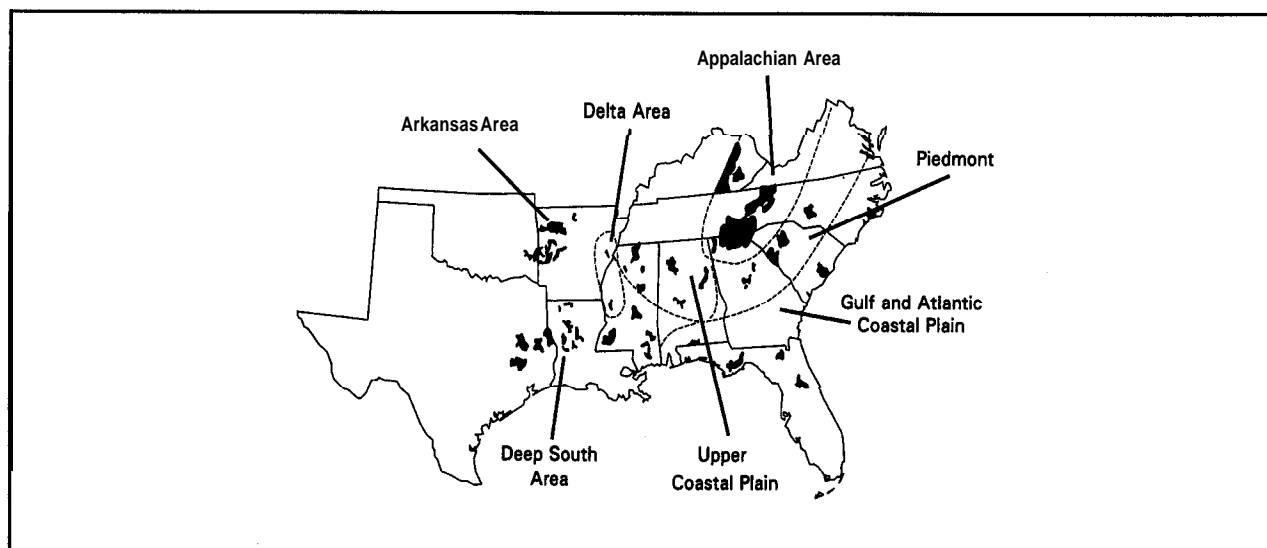 Appalachian Area
Delta Area
Arkansas Area
Piedmont
Gulf and Atlantic
Coastal Plain
Deep South
Area
Upper
Coastal Plain